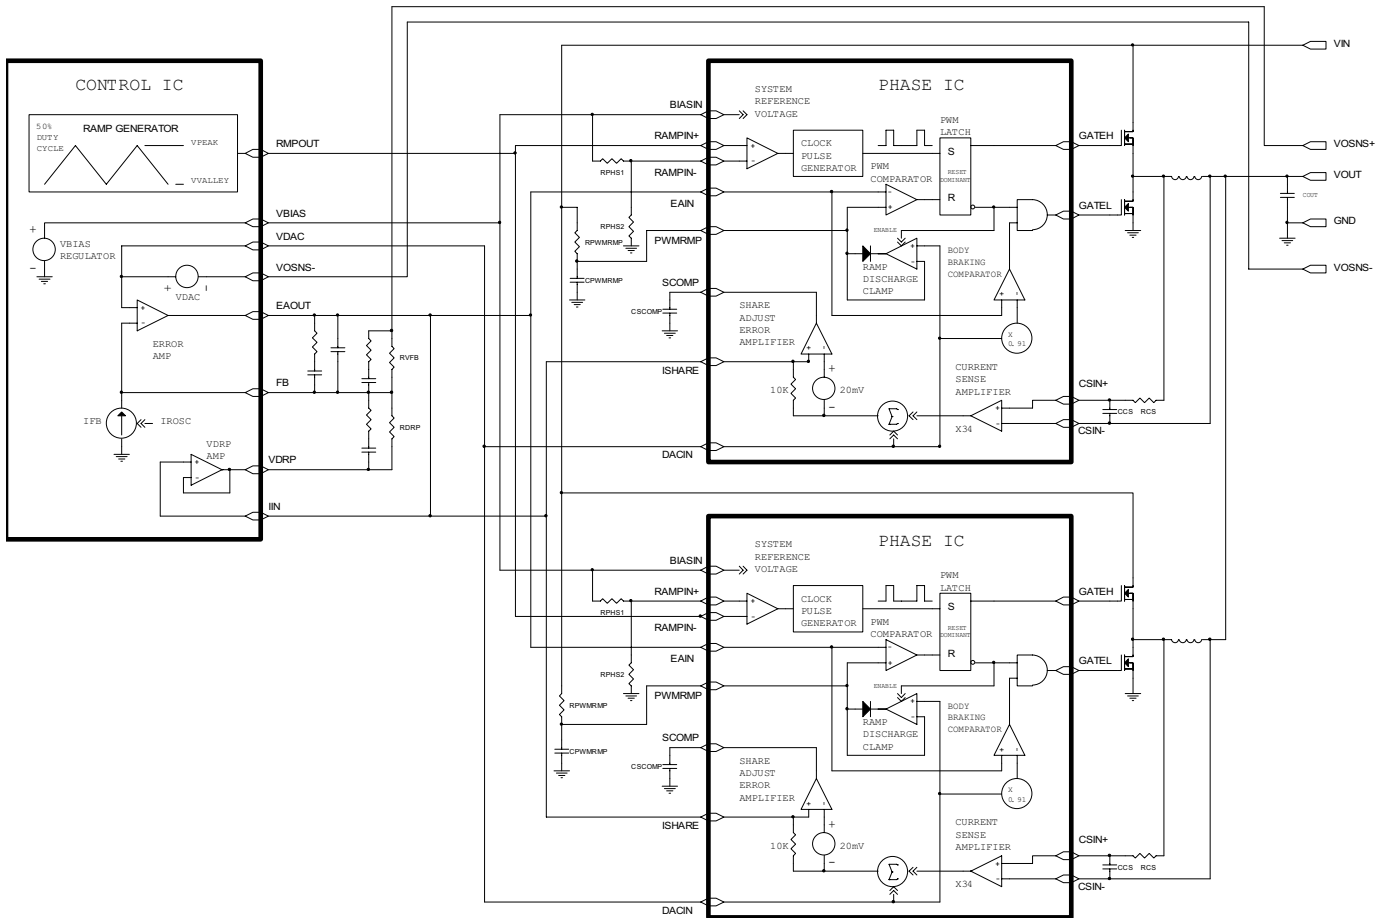 CONTROL IC
50%
DUTY
CYCLE
RAMP GENERATOR
VPEAK
VVALLEY
RMPOUT
VBIAS
+
VBIAS
REGULATOR
-
VDAC
VOSNS-
+
VDAC
-
EAOUT
+
-
ERROR
AMP
RVFB
FB
IFB
IROSC
RDRP
VDRP
AMP
+
-
VDRP
IIN
VIN
VOSNS+
VOUT
COUT
GND
VOSNS-
PHASE IC
BIASIN
SYSTEM
REFERENCE
VOLTAGE
RAMPIN+
RAMPIN-
RPHS1
RPHS2
+
-
CLOCK
PULSE
GENERATOR
PWM
LATCH
S
RESET
DOMINANT
R
GATEH
GATEL
EAIN
PWM
COMPARATOR
-
+
PWMRMP
RPWMRMP
CPWMRMP
ENABLE
+
-
RAMP
DISCHARGE
CLAMP
BODY
BRAKING
COMPARATOR
+
-
X
0.91
SCOMP
CSCOMP
SHARE
ADJUST
ERROR
AMPLIFIER
+
-
ISHARE
10K
+
20mV
-
Σ
CURRENT
SENSE
AMPLIFIER
+
-
X34
CSIN+
CCS
RCS
CSIN-
DACIN
PHASE IC
BIASIN
SYSTEM
REFERENCE
VOLTAGE
RAMPIN+
RAMPIN-
RPHS1
RPHS2
+
-
CLOCK
PULSE
GENERATOR
PWM
LATCH
S
RESET
DOMINANT
R
GATEH
GATEL
EAIN
PWM
COMPARATOR
-
+
PWMRMP
RPWMRMP
CPWMRMP
ENABLE
+
-
RAMP
DISCHARGE
CLAMP
BODY
BRAKING
COMPARATOR
+
-
X
0.91
SCOMP
CSCOMP
SHARE
ADJUST
ERROR
AMPLIFIER
+
-
ISHARE
10K
+
20mV
-
Σ
CURRENT
SENSE
AMPLIFIER
+
-
X34
CSIN+
CCS
RCS
CSIN-
DACIN